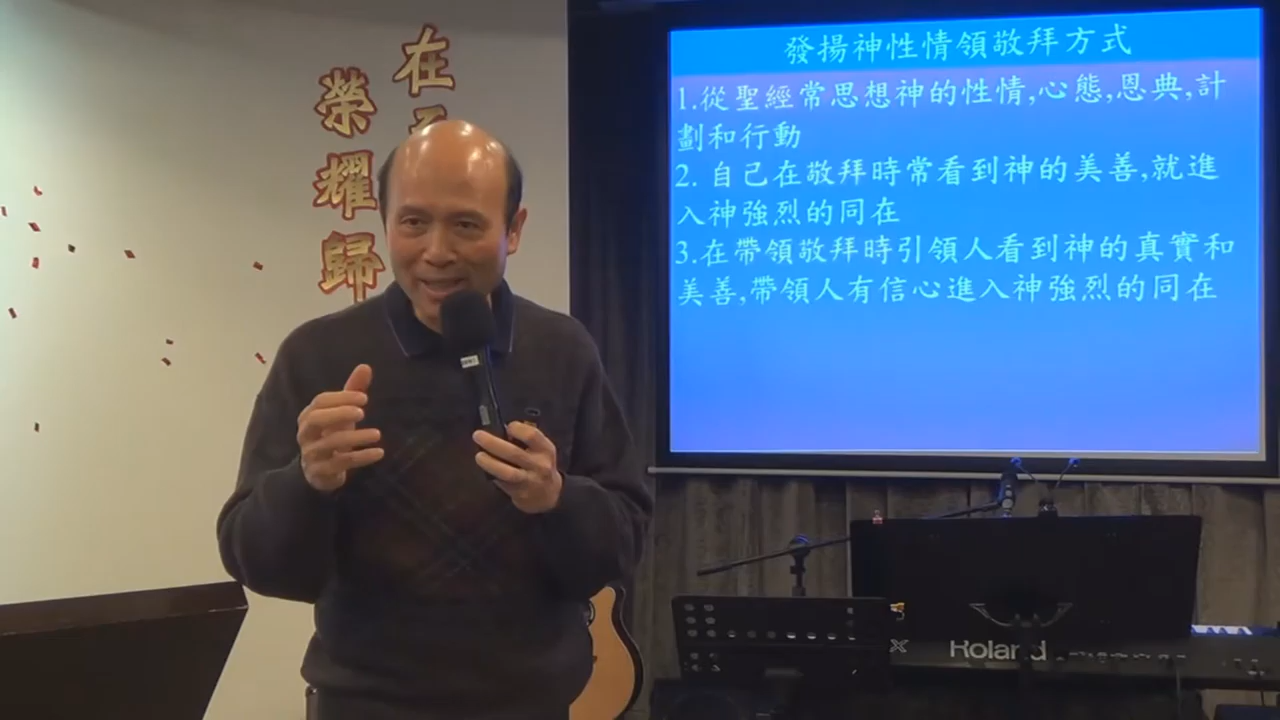 發揚神性情領敬拜方式
1.從聖經常思想神的性情,心態,恩典,計
劃和行動
2. 自己在敬拜時常看到神的美善,就進
入神強烈的同在
3.在帶領敬拜時引領人看到神的真實和
美善,帶領人有信心進入神強烈的同在
在
榮耀歸
Roland